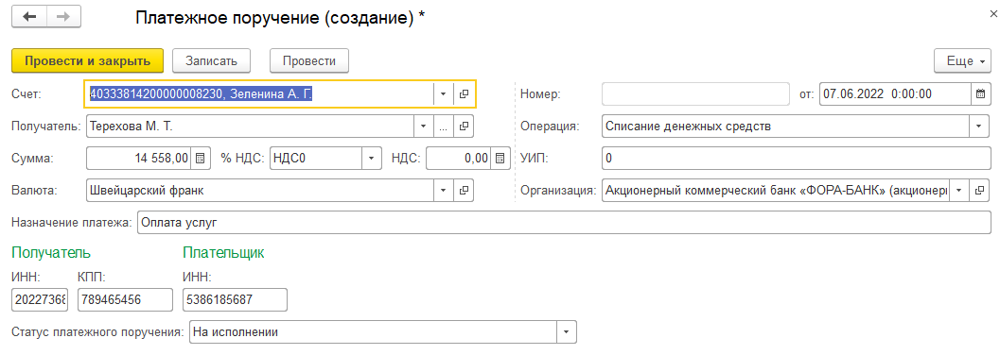 Платежное поручение (создание) *
Провести и закрыть Записать Провести Еще
Счет: 40333814200000008230, Зеленина А. Г. Номер: от: 07.06.2022 0:00:00
Получатель: Терехова М. Т. ... Операция: Списание денежных средств
Сумма: 14 558,00 % НДС: НДС0 НДС: 0,00 УИП: 0
Валюта: Швейцарский франк Организация: Акционерный коммерческий банк «ФОРА-БАНК» (акционерн
Назначение платежа: Оплата услуг
Получатель Плательщик
ИНН: КПП: ИНН:
20227368 789465456 5386185687
Статус платежного поручения: На исполнении